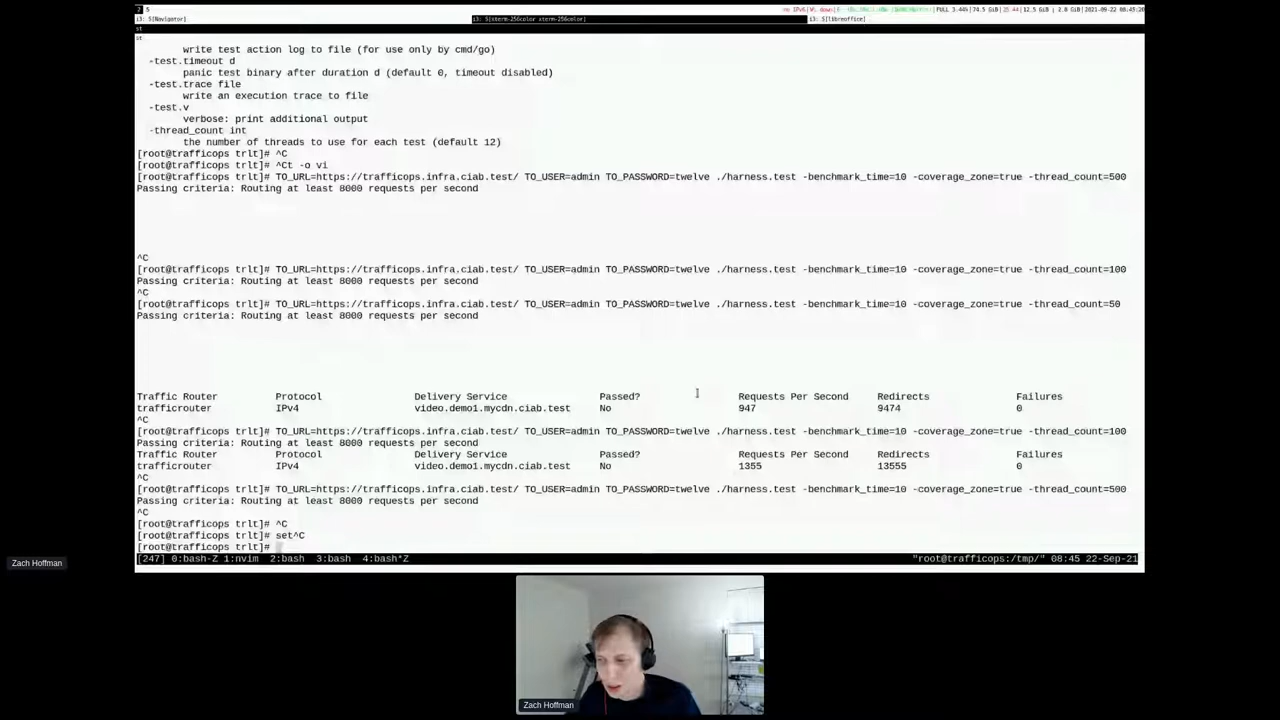 i3: S[Navigator]
i3: S[xterm-256color xterm-256color]
i3: S[libreoffice]
st
st
write test action log to file (for use only by cmd/go)
-test.timeout d
panic test binary after duration d (default 0, timeout disabled)
-test.trace file
write an execution trace to file
-test.v
verbose: print additional output
-thread_count int
the number of threads to use for each test (default 12)
[root@trafficops trlt]# ^C
[root@trafficops trlt]# ^Ct -o vi
[root@trafficops trlt]# TO_URL=https://trafficops.infra.ciab.test/ TO_USER=admin TO_PASSWORD=twelve ./harness.test -benchmark_time=10 -coverage_zone=true -thread_count=500
Passing criteria: Routing at least 8000 requests per second
^C
[root@trafficops trlt]# TO_URL=https://trafficops.infra.ciab.test/ TO_USER=admin TO_PASSWORD=twelve ./harness.test -benchmark_time=10 -coverage_zone=true -thread_count=100
Passing criteria: Routing at least 8000 requests per second
^C
[root@trafficops trlt]# TO_URL=https://trafficops.infra.ciab.test/ TO_USER=admin TO_PASSWORD=twelve ./harness.test -benchmark_time=10 -coverage_zone=true -thread_count=50
Passing criteria: Routing at least 8000 requests per second
Traffic Router Protocol Delivery Service Passed? Requests Per Second Redirects Failures
trafficrouter IPv4 video.demo1.mycdn.ciab.test No 947 9474 0
^C
[root@trafficops trlt]# TO_URL=https://trafficops.infra.ciab.test/ TO_USER=admin TO_PASSWORD=twelve ./harness.test -benchmark_time=10 -coverage_zone=true -thread_count=100
Passing criteria: Routing at least 8000 requests per second
Traffic Router Protocol Delivery Service Passed? Requests Per Second Redirects Failures
trafficrouter IPv4 video.demo1.mycdn.ciab.test No 1355 13555 0
^C
[root@trafficops trlt]# TO_URL=https://trafficops.infra.ciab.test/ TO_USER=admin TO_PASSWORD=twelve ./harness.test -benchmark_time=10 -coverage_zone=true -thread_count=500
Passing criteria: Routing at least 8000 requests per second
^C
[root@trafficops trlt]# ^C
[root@trafficops trlt]# set^C
[root@trafficops trlt]#
[247] 0:bash-Z 1:nvim 2:bash 3:bash 4:bash*Z "root@trafficops:/tmp/" 08:45 22-Sep-21
Zach Hoffman
Zach Hoffman